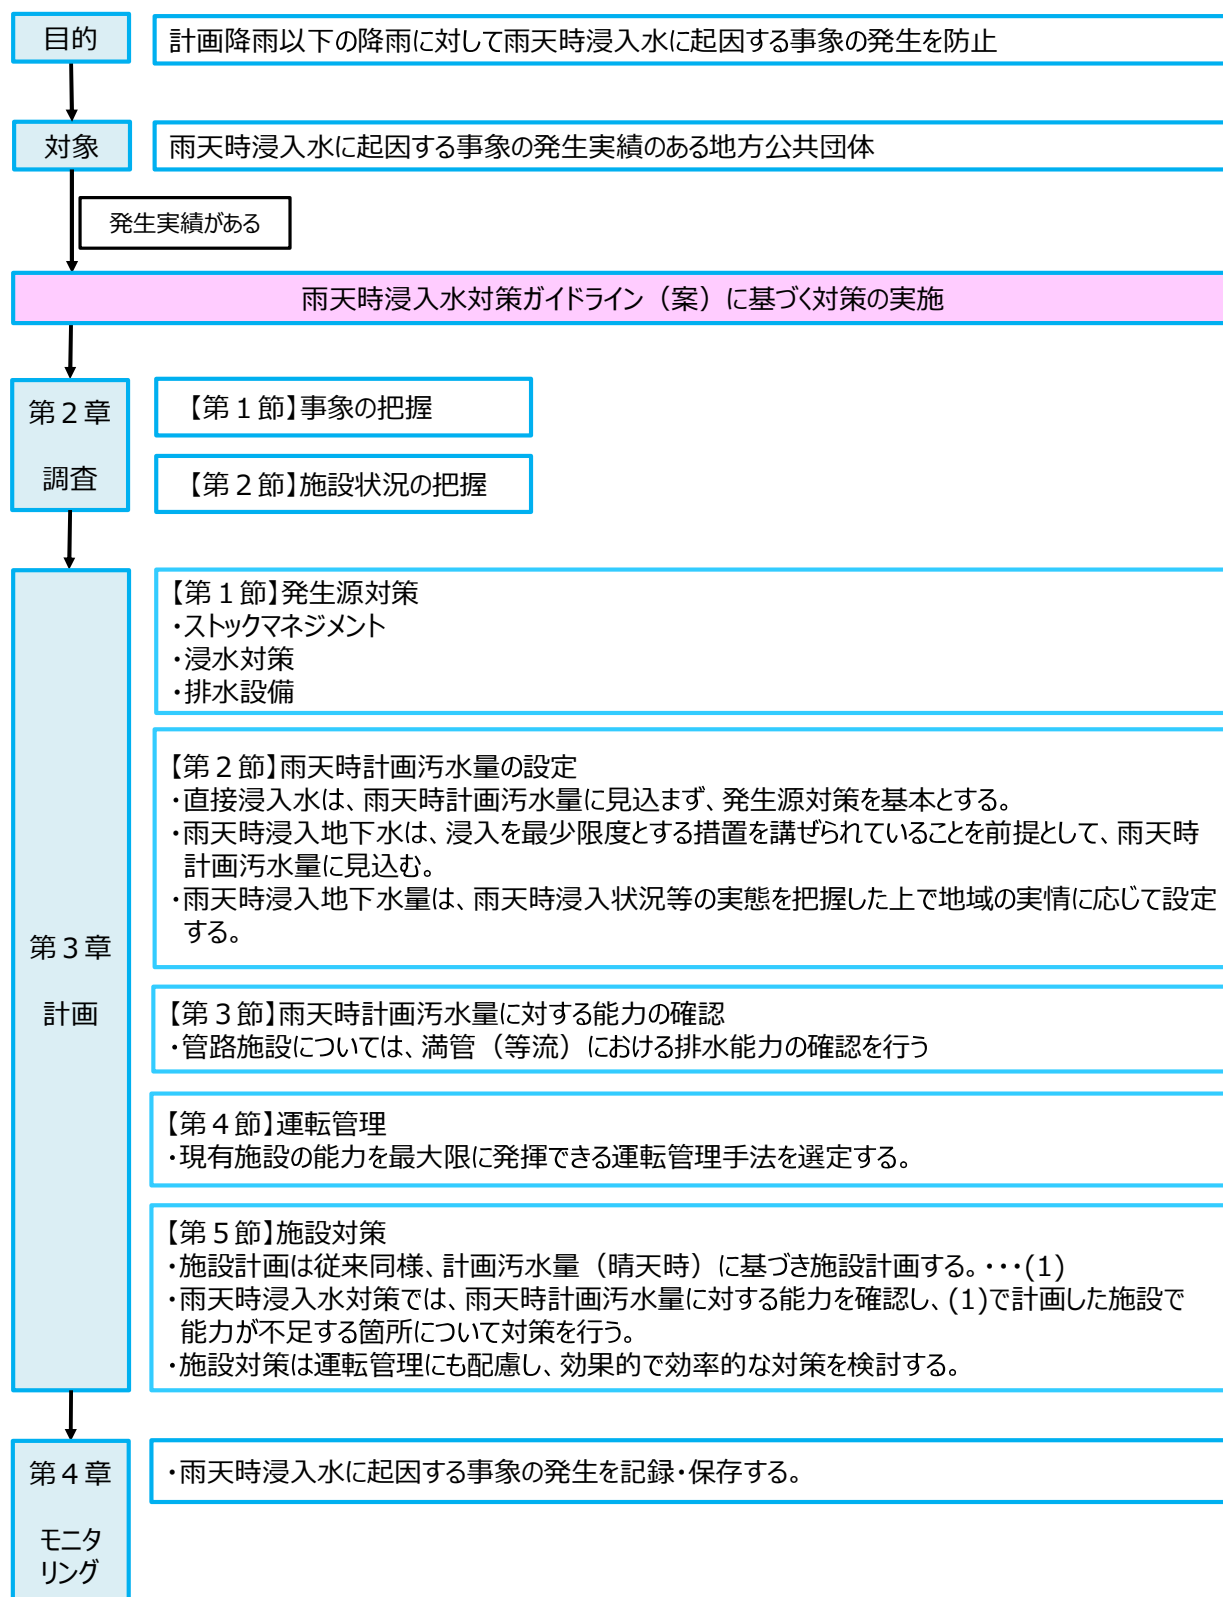 目的
計画降雨以下の降雨に対して雨天時浸入水に起因する事象の発生を防止
対象
雨天時浸入水に起因する事象の発生実績のある地方公共団体
発生実績がある
雨天時浸入水対策ガイドライン（案）に基づく対策の実施
第２章
調査
【第１節】事象の把握
【第２節】施設状況の把握
第３章
計画
【第１節】発生源対策
・ストックマネジメント
・浸水対策
・排水設備
【第２節】雨天時計画汚水量の設定
・直接浸入水は、雨天時計画汚水量に見込まず、発生源対策を基本とする。
・雨天時浸入地下水は、浸入を最少限度とする措置を講ぜられていることを前提として、雨天時
計画汚水量に見込む。
・雨天時浸入地下水量は、雨天時浸入状況等の実態を把握した上で地域の実情に応じて設定
する。
【第３節】雨天時計画汚水量に対する能力の確認
・管路施設については、満管（等流）における排水能力の確認を行う
【第４節】運転管理
・現有施設の能力を最大限に発揮できる運転管理手法を選定する。
【第５節】施設対策
・施設計画は従来同様、計画汚水量（晴天時）に基づき施設計画する。・・・(1)
・雨天時浸入水対策では、雨天時計画汚水量に対する能力を確認し、(1)で計画した施設で
能力が不足する箇所について対策を行う。
・施設対策は運転管理にも配慮し、効果的で効率的な対策を検討する。
第４章
モニタ
リング
・雨天時浸入水に起因する事象の発生を記録・保存する。